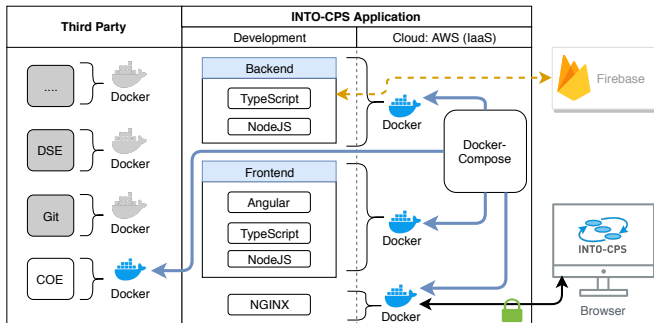 Third Party
INTO-CPS Application
Development
Cloud: AWS (IaaS)
....
Docker
DSE
Docker
Git
Docker
COE
Docker
Backend
TypeScript
NodeJS
Docker
Frontend
Angular
TypeScript
NodeJS
Docker
NGINX
Docker
Docker-
Compose
Firebase
INTO-CPS
Browser